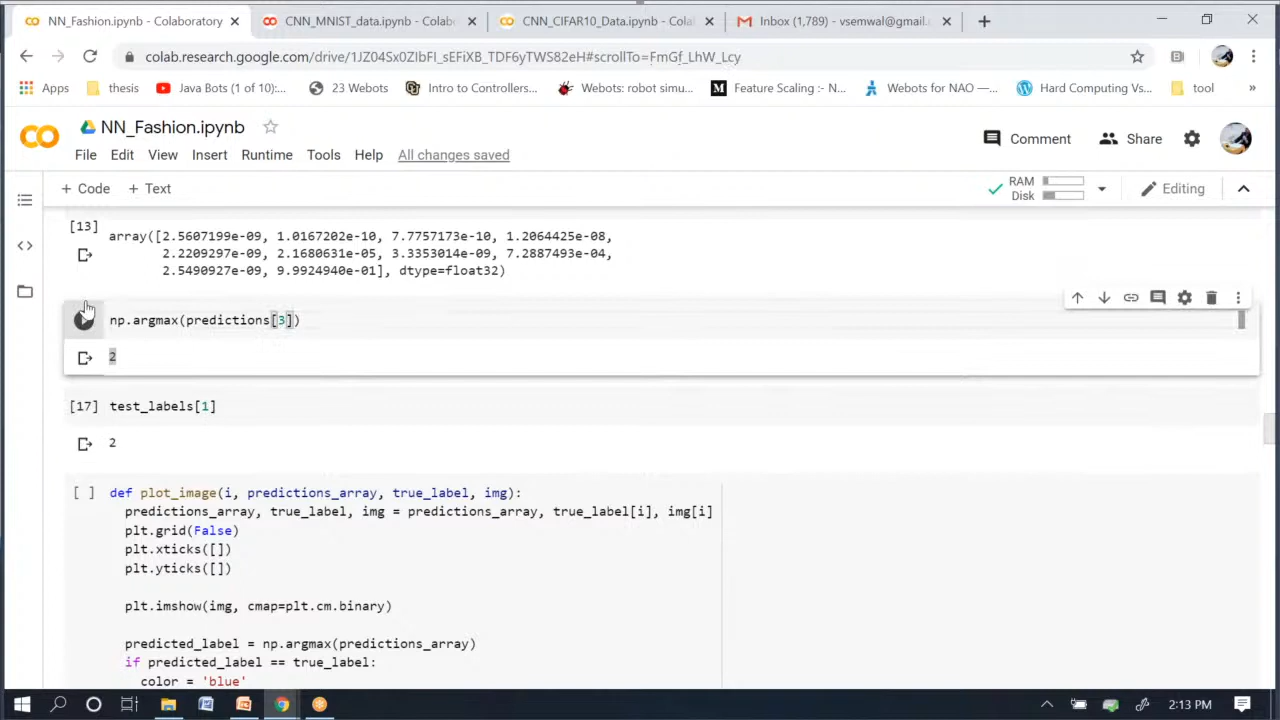 NN_Fashion.ipynb - Colaboratory
CNN_MNIST_data.ipynb - Colabo
CNN_CIFAR10_Data.ipynb - Colab
Inbox (1,789) - vsemwal@gmail.c
colab.research.google.com/drive/1JZ04Sx0ZIbFI_sEFiXB_TDF6yTWS82eH#scrollTo=FmGf_LhW_Lcy
Apps thesis Java Bots (1 of 10):... 23 Webots Intro to Controllers... Webots: robot simu... Feature Scaling :- N... Webots for NAO —... Hard Computing Vs... tool »
NN_Fashion.ipynb
Comment Share
File Edit View Insert Runtime Tools Help All changes saved
+ Code + Text
RAM
Disk
Editing
[13]
array([2.5607199e-09, 1.0167202e-10, 7.7757173e-10, 1.2064425e-08,
2.2209297e-09, 2.1680631e-05, 3.3353014e-09, 7.2887493e-04,
2.5490927e-09, 9.9924940e-01], dtype=float32)
np.argmax(predictions[3])
2
[17] test_labels[1]
2
[ ] def plot_image(i, predictions_array, true_label, img):
predictions_array, true_label, img = predictions_array, true_label[i], img[i]
plt.grid(False)
plt.xticks([])
plt.yticks([])
plt.imshow(img, cmap=plt.cm.binary)
predicted_label = np.argmax(predictions_array)
if predicted_label == true_label:
color = 'blue'
2:13 PM